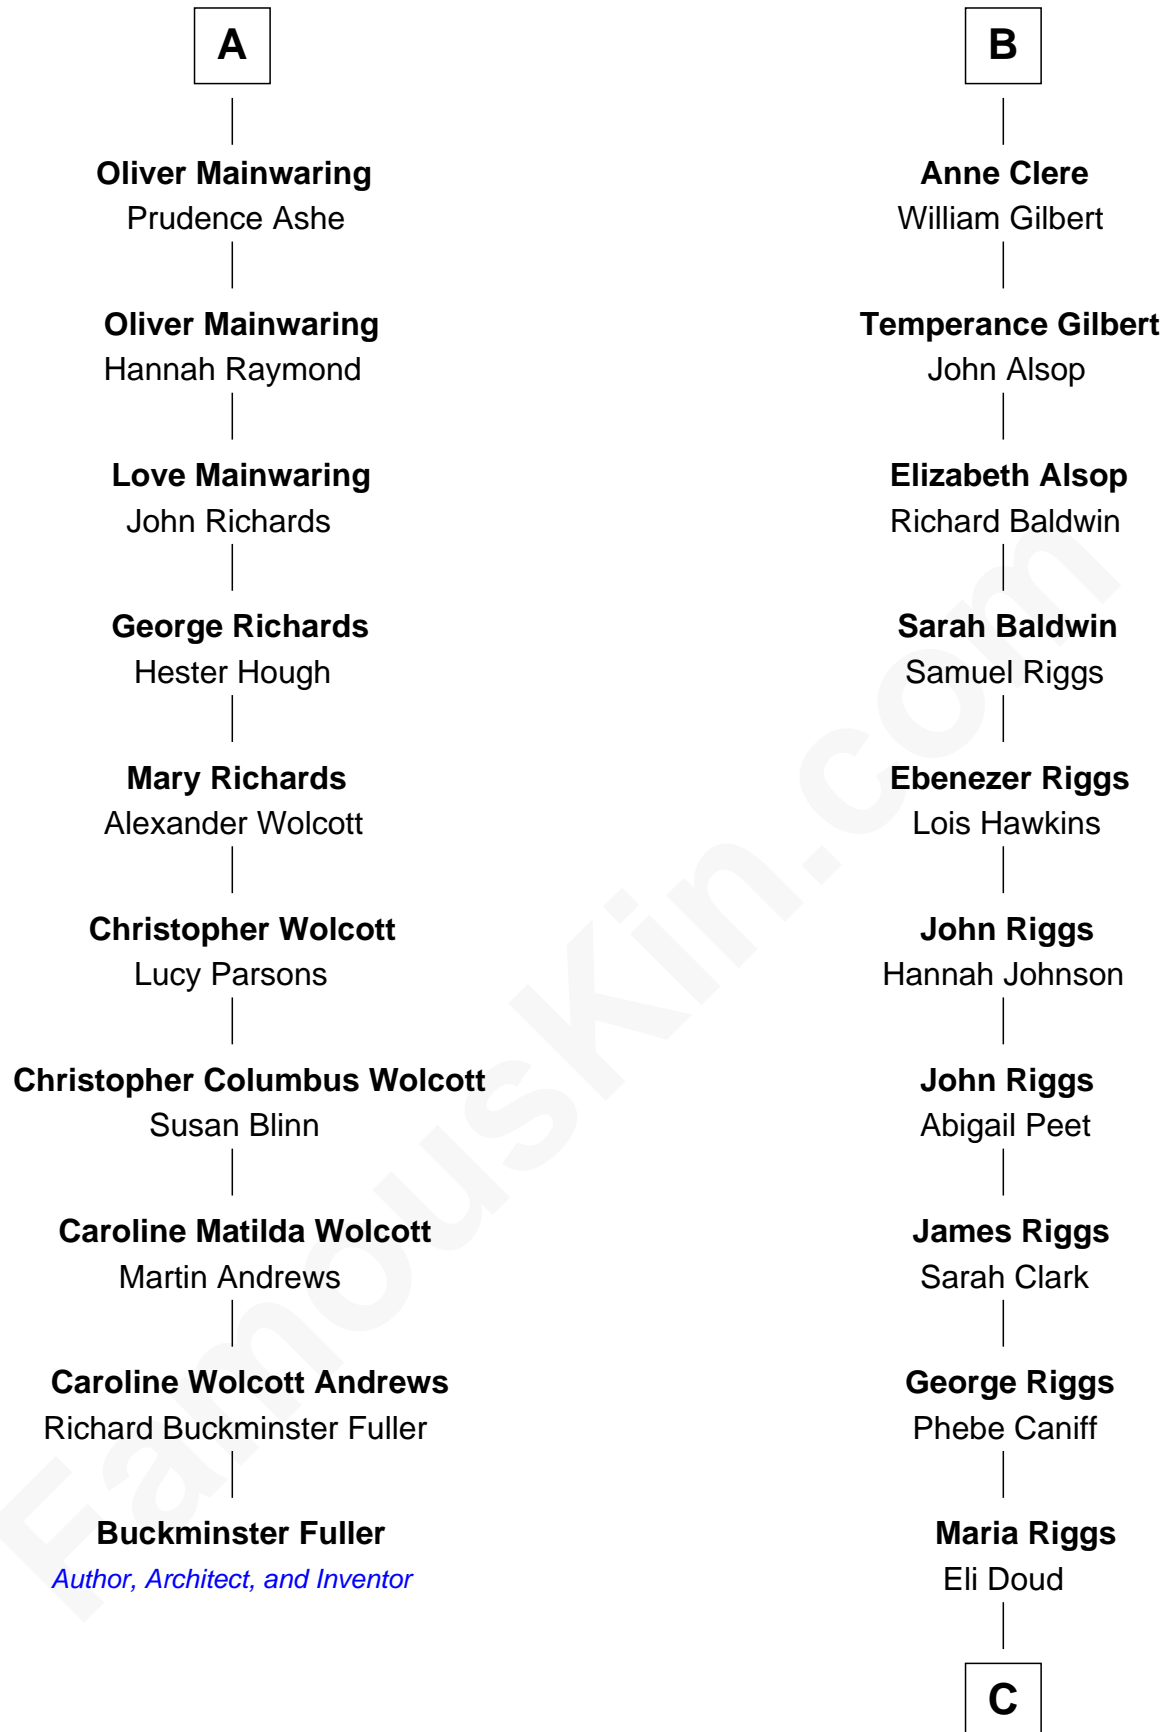 A
Oliver Mainwaring
Prudence Ashe
Oliver Mainwaring
Hannah Raymond
Love Mainwaring
John Richards
George Richards
Hester Hough
Mary Richards
Alexander Wolcott
Christopher Wolcott
Lucy Parsons
Christopher Columbus Wolcott
Susan Blinn
Caroline Matilda Wolcott
Martin Andrews
Caroline Wolcott Andrews
Richard Buckminster Fuller
Buckminster Fuller
Author, Architect, and Inventor
B
Anne Clere
William Gilbert
Temperance Gilbert
John Alsop
Elizabeth Alsop
Richard Baldwin
Sarah Baldwin
Samuel Riggs
Ebenezer Riggs
Lois Hawkins
John Riggs
Hannah Johnson
John Riggs
Abigail Peet
James Riggs
Sarah Clark
George Riggs
Phebe Caniff
Maria Riggs
Eli Doud
C
FamousKin.com